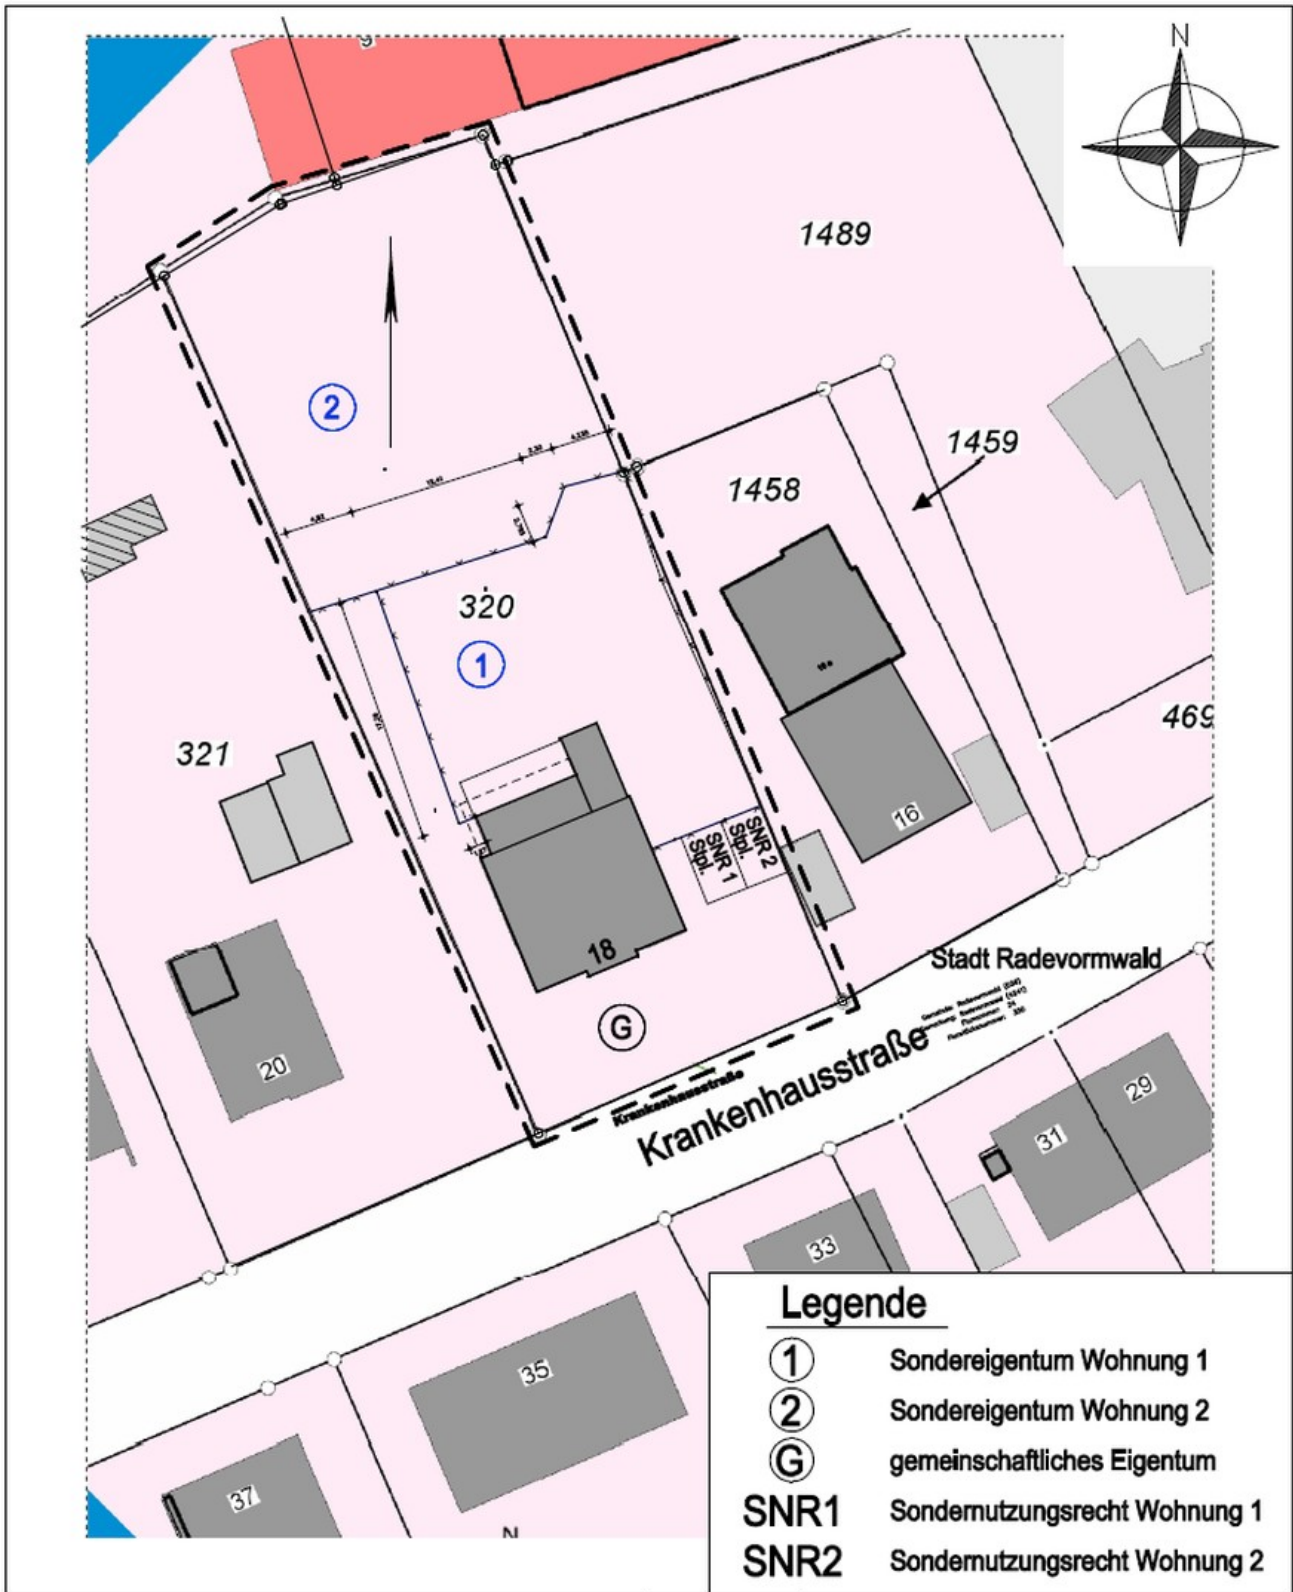 9
N
1489
2
1459
1458
320
1
321
469
16
SNR 2
Stpl.
SNR 1
Stpl.
18
Stadt Radevormwald
G
20
Krankenhausstraße
Krankenhausstraße
29
31
33
35
37
N
Legende
1 Sondereigentum Wohnung 1
2 Sondereigentum Wohnung 2
G gemeinschaftliches Eigentum
SNR1 Sondernutzungsrecht Wohnung 1
SNR2 Sondernutzungsrecht Wohnung 2